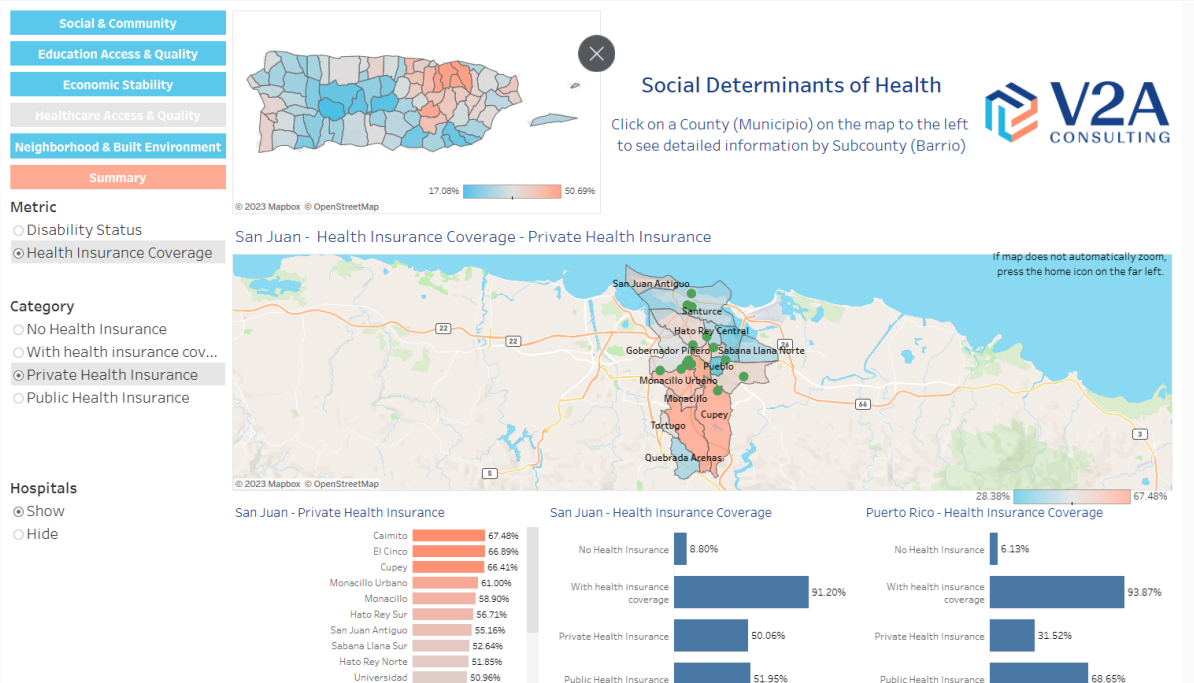 Social & Community
Education Access & Quality
Economic Stability
Healthcare Access & Quality
Neighborhood & Built Environment
Summary
Metric
Disability Status
Health Insurance Coverage
Category
No Health Insurance
With health insurance cov...
Private Health Insurance
Public Health Insurance
Hospitals
Show
Hide
17.08%
50.69%
© 2023 Mapbox © OpenStreetMap
Social Determinants of Health
Click on a County (Municipio) on the map to the left
to see detailed information by Subcounty (Barrio)
V2A
CONSULTING
San Juan - Health Insurance Coverage - Private Health Insurance
If map does not automatically zoom,
press the home icon on the far left.
San Juan Antiguo
Santurce
22
Hato Rey Central
22
26
Gobernador Piñero
Sabana Llana Norte
Pueblo
Monacillo Urbano
Monacillo
66
Cupey
Tortugo
3
Quebrada Arenas
5
© 2023 Mapbox © OpenStreetMap
28.38%
67.48%
San Juan - Private Health Insurance
Caimito 67.48%
El Cinco 66.89%
Cupey 66.41%
Monacillo Urbano 61.00%
Monacillo 58.90%
Hato Rey Sur 56.71%
San Juan Antiguo 55.16%
Sabana Llana Sur 52.64%
Hato Rey Norte 51.85%
Universidad 50.96%
San Juan - Health Insurance Coverage
No Health Insurance 8.80%
With health insurance
coverage 91.20%
Private Health Insurance 50.06%
Public Health Insurance 51.95%
Puerto Rico - Health Insurance Coverage
No Health Insurance 6.13%
With health insurance
coverage 93.87%
Private Health Insurance 31.52%
Public Health Insurance 68.65%